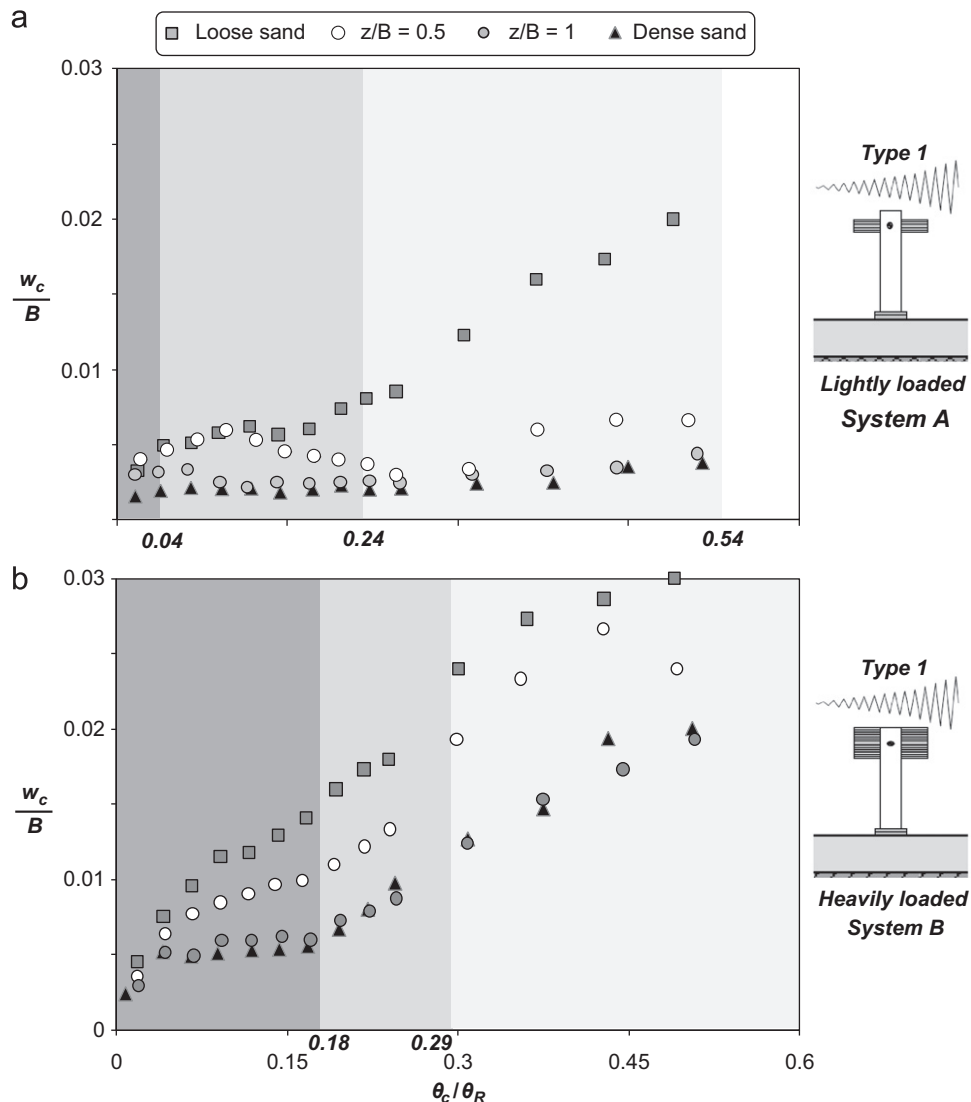 a
Loose sand z/B = 0.5 z/B = 1 Dense sand
0.03
0.02
w_c
B
0.01
0.04 0.24 0.54
Type 1
Lightly loaded
System A
b
0.03
0.02
w_c
B
0.01
0
0.18 0.29
0 0.15 0.3 0.45 0.6
θ_c/θ_R
Type 1
Heavily loaded
System B